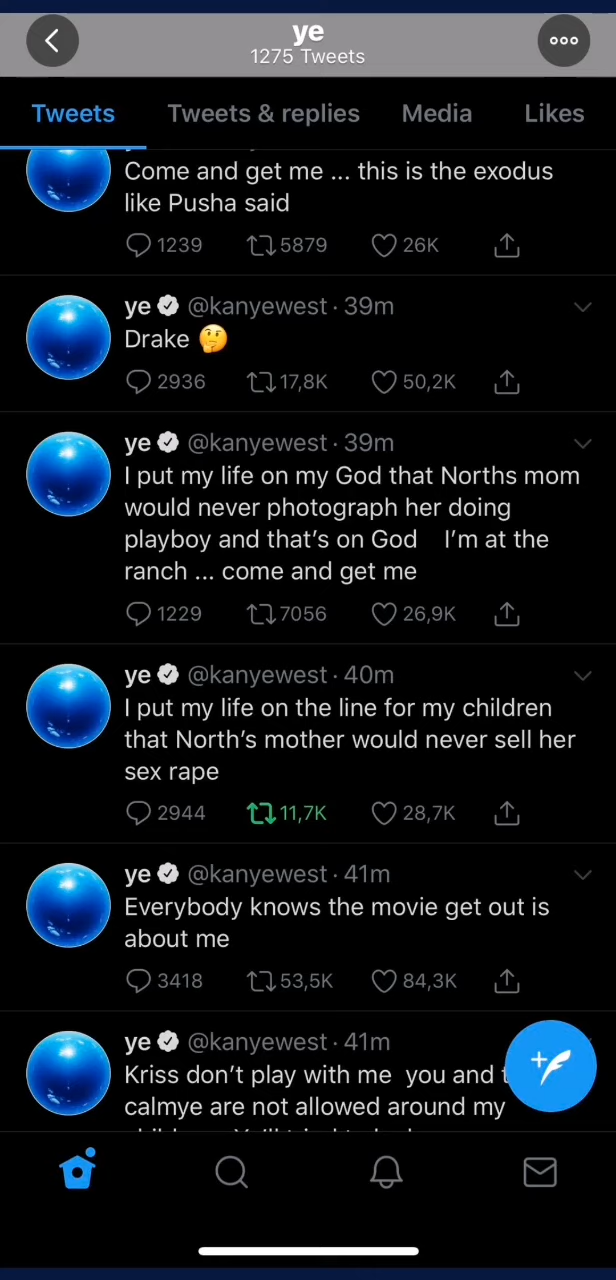 ye
1275 Tweets
Tweets Tweets & replies Media Likes
Come and get me ... this is the exodus
like Pusha said
1239 5879 26K
ye @kanyewest · 39m
Drake 🤔
2936 17,8K 50,2K
ye @kanyewest · 39m
I put my life on my God that Norths mom
would never photograph her doing
playboy and that's on God I'm at the
ranch ... come and get me
1229 7056 26,9K
ye @kanyewest · 40m
I put my life on the line for my children
that North's mother would never sell her
sex rape
2944 11,7K 28,7K
ye @kanyewest · 41m
Everybody knows the movie get out is
about me
3418 53,5K 84,3K
ye @kanyewest · 41m
Kriss don't play with me you and
calmye are not allowed around my